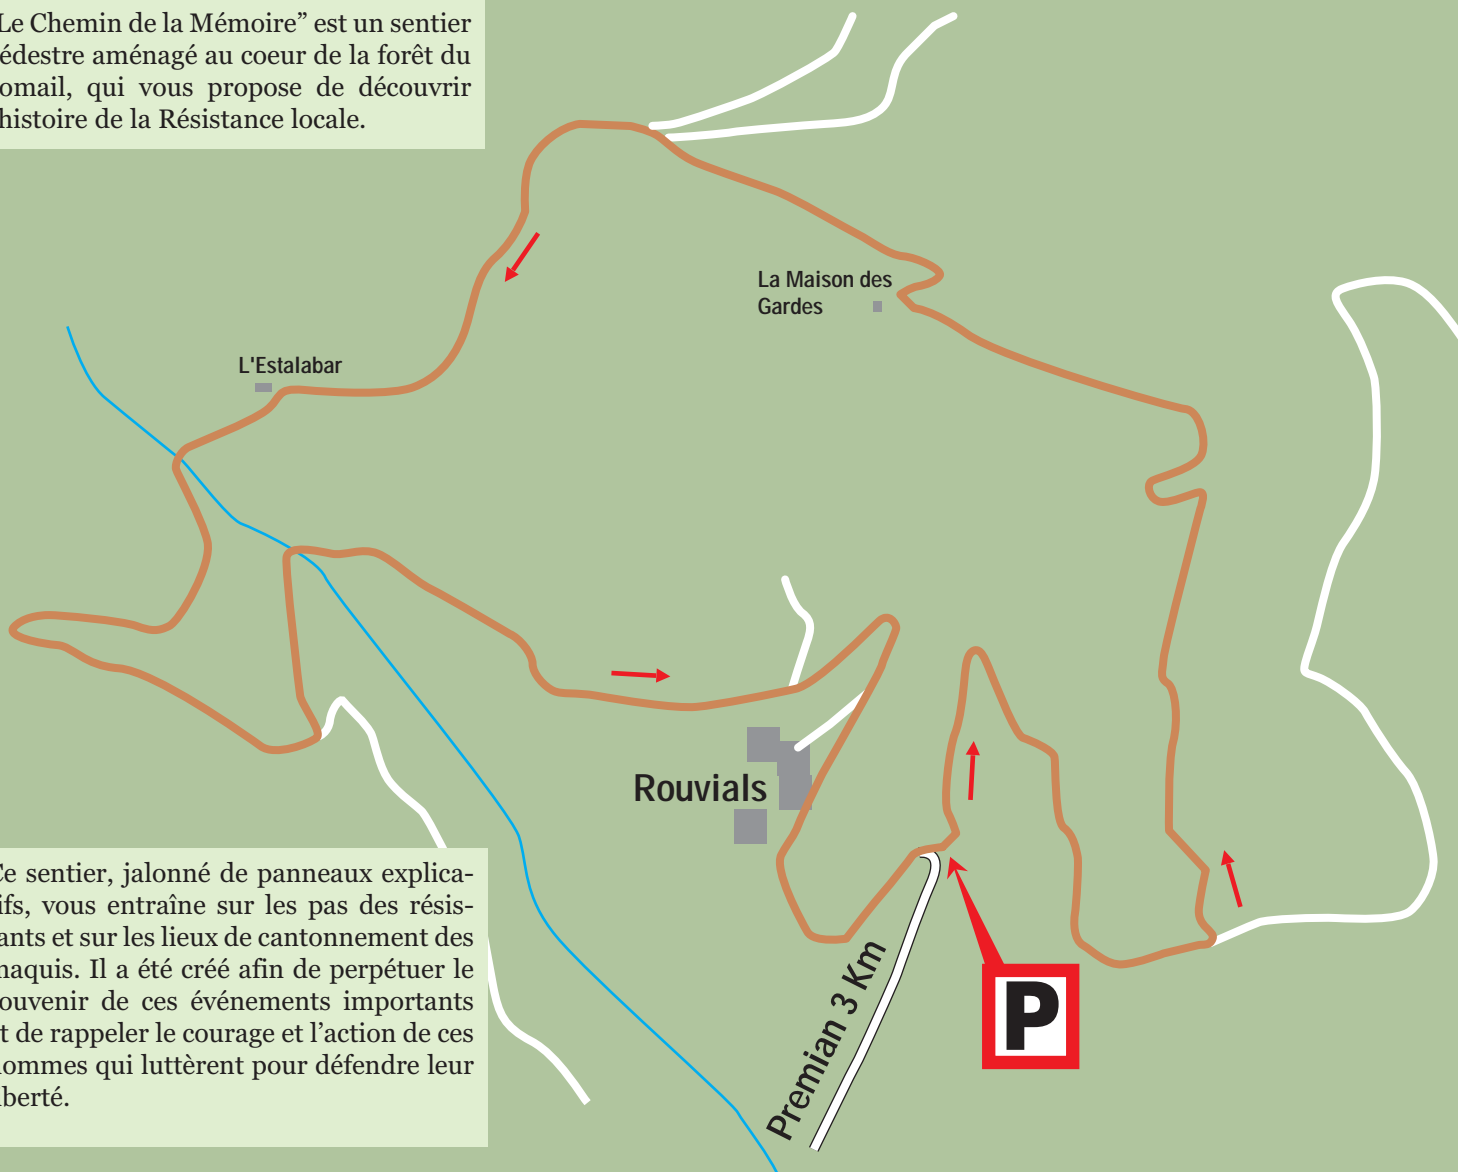 Le Chemin de la Mémoire” est un sentier
édestre aménagé au coeur de la forêt du
omail, qui vous propose de découvrir
histoire de la Résistance locale.
La Maison des
Gardes
L'Estalabar
Rouvials
Ce sentier, jalonné de panneaux explica-
ifs, vous entraîne sur les pas des résis-
ants et sur les lieux de cantonnement des
maquis. Il a été créé afin de perpétuer le
ouvenir de ces événements importants
t de rappeler le courage et l’action de ces
hommes qui luttèrent pour défendre leur
berté.
Premian 3 Km
P